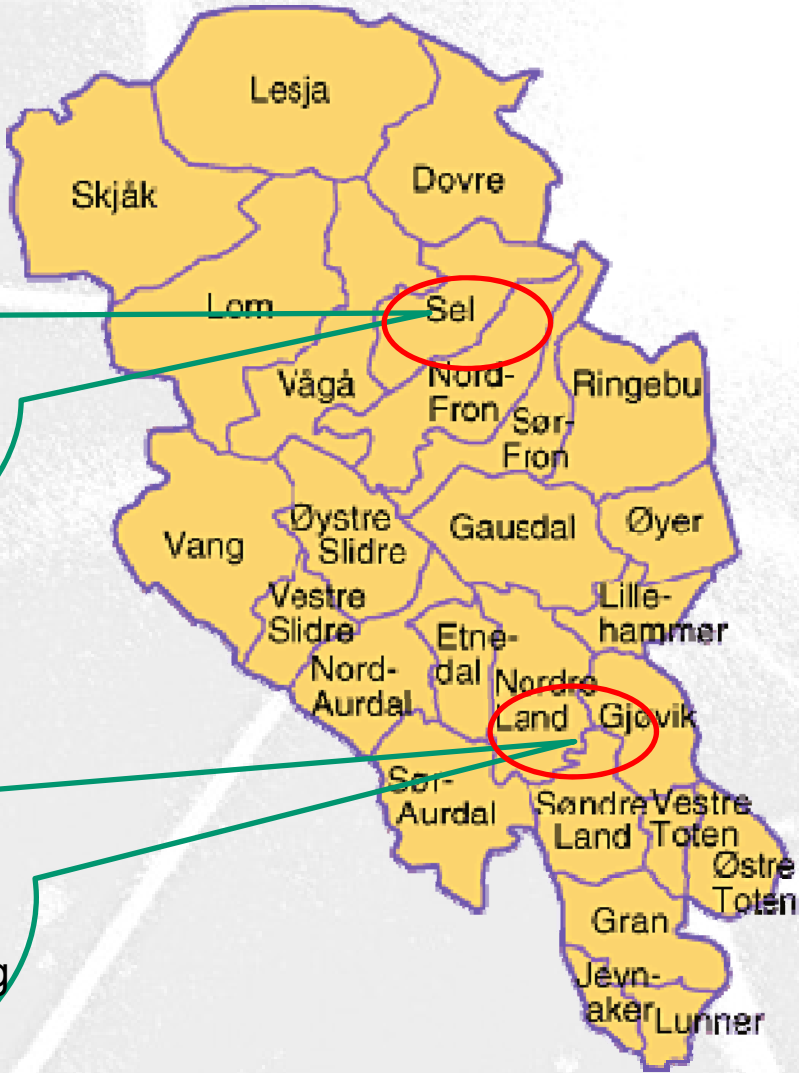 Lesja
Dovre
Skjåk
Lom
Sel
Vågå
Nord-
Fron
Ringebu
Sør-
Fron
Øystre
Slidre
Gausdal
Øyer
Vang
Vestre
Slidre
Lille-
hammer
Etne-
dal
Nord-
Aurdal
Nordre
Land
Gjøvik
Sør-
Aurdal
Søndre
Land
Vestre
Toten
Østre
Toten
Gran
g
Jevn-
aker
Lunner